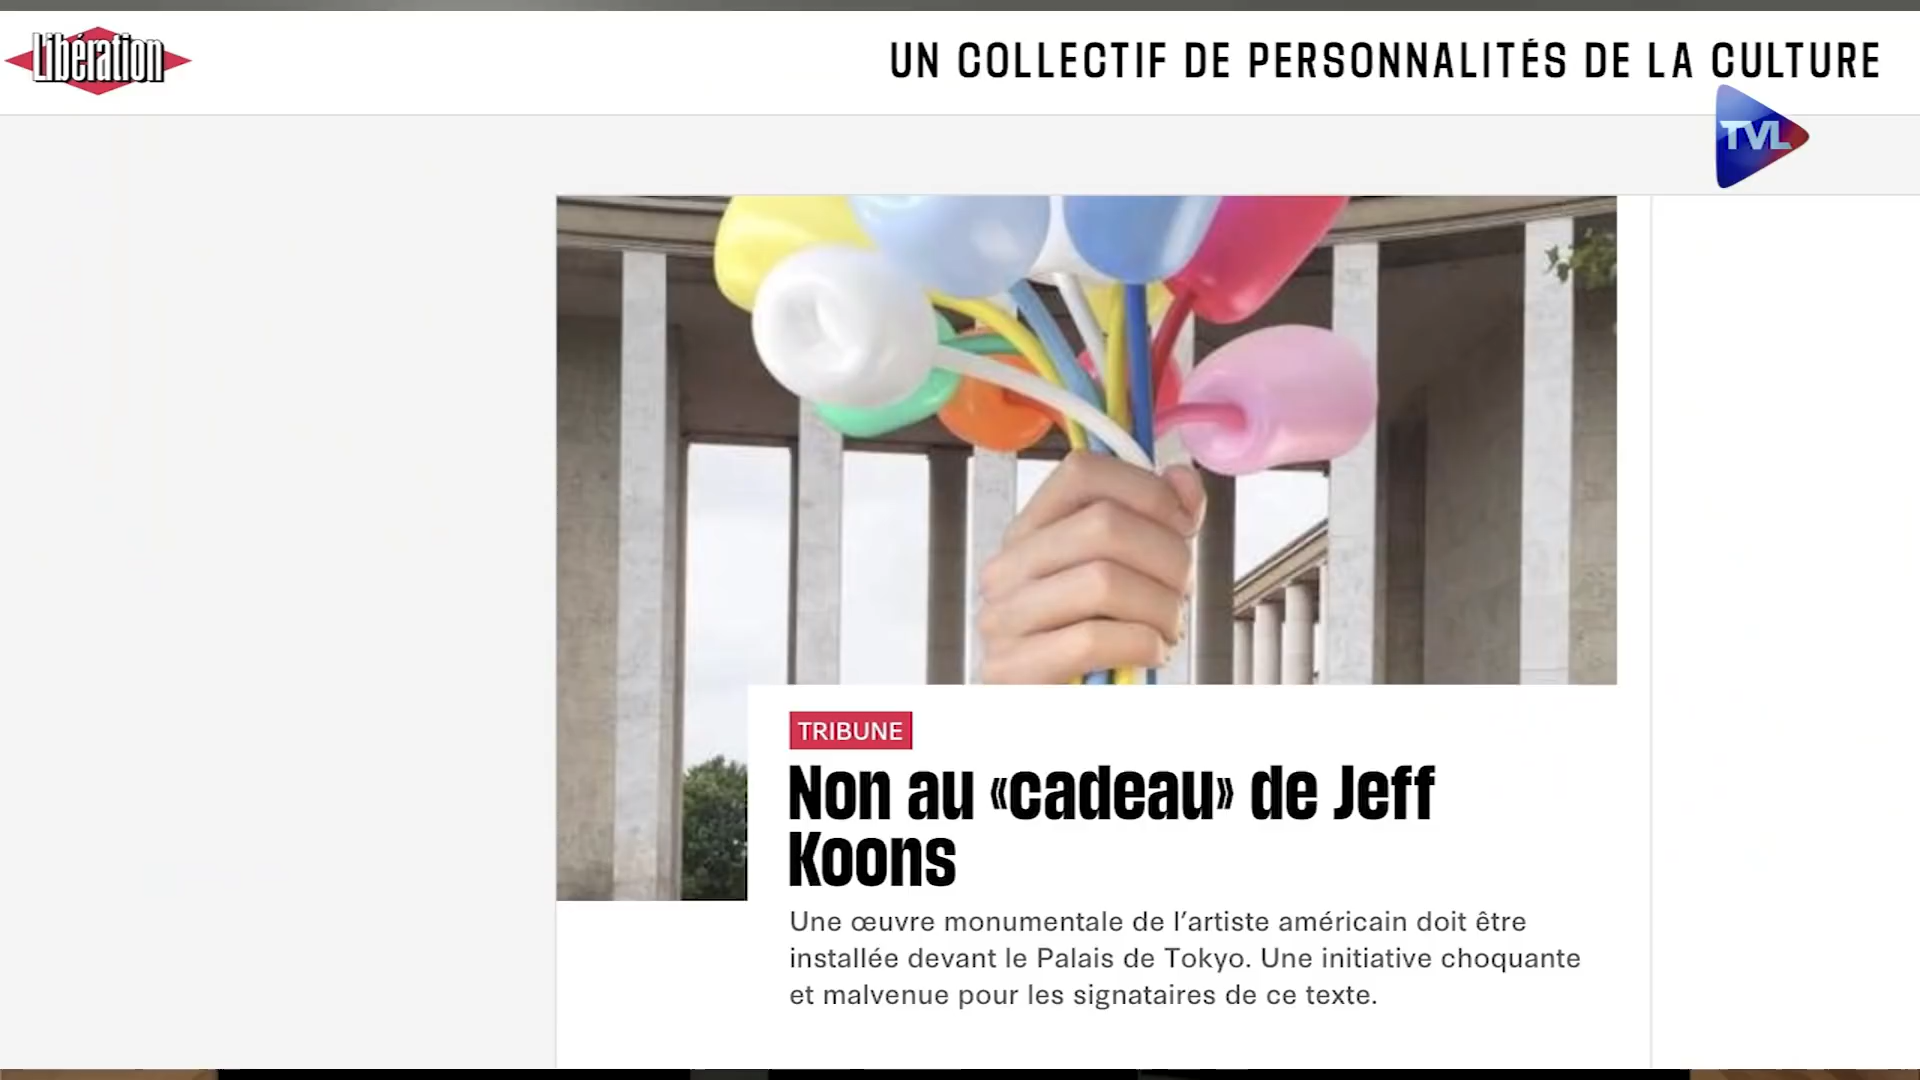 Libération
UN COLLECTIF DE PERSONNALITÉS DE LA CULTURE
TVL
TRIBUNE
Non au «cadeau» de Jeff
Koons
Une œuvre monumentale de l’artiste américain doit être
installée devant le Palais de Tokyo. Une initiative choquante
et malvenue pour les signataires de ce texte.